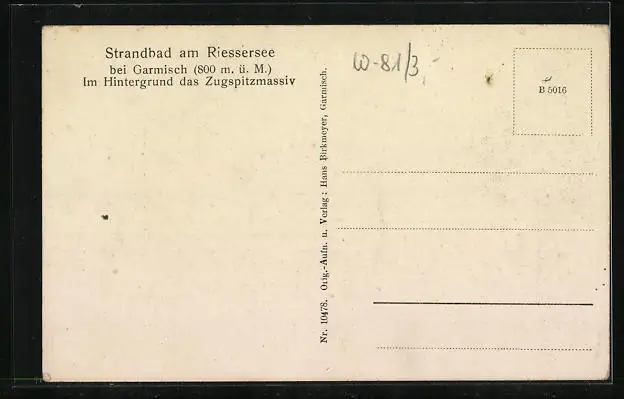 Strandbad am Riessersee
bei Garmisch (800 m. ü. M.)
Im Hintergrund das Zugspitzmassiv
Nr. 10478. Orig.-Aufn. u. Verlag: Hans Birkmeyer, Garmisch.
W-81/3,-
B 5016